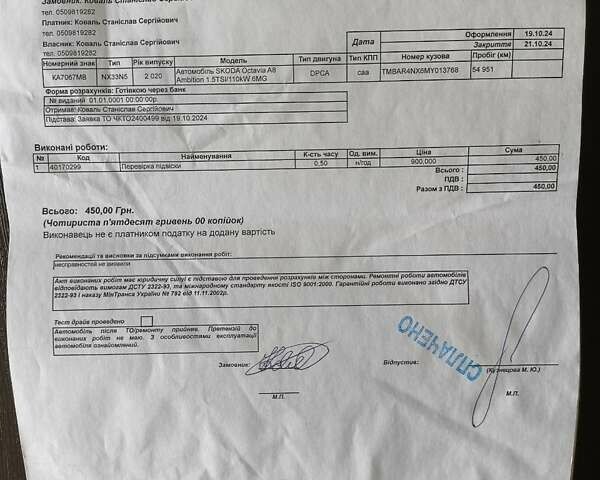 Замовник: Коваль Станіслав
тел. 0509819282
Платник: Коваль Станіслав Сергійович
тел. 0509819282
Власник: Коваль Станіслав Сергійович
тел. 0509819282
Дата
Оформлення 19.10.24
Закриття 21.10.24
Номерний знак Тип Рік випуску Модель Тип двигуна Тип КПП Номер кузова Пробіг (км)
КА7067МВ NX33N5 2 020 Автомобіль SKODA Octavia A8 Ambition 1.5TSI/110kW 6MG DPCA сав TMBAR4NX6MY013768 54 951
Форма розрахунків: Готівкою через банк
№ виданий 01.01.0001 00:00:00р.
Отримав: Коваль Станіслав Сергійович
Підстава: Заявка ТО ЧКТО2400499 від 19.10.2024
Виконані роботи:
№ Код Найменування К-сть часу Од. вим. Ціна Сума
1 40170299 Перевірка підвіски 0,50 н/год 900,000 450,00
Всього : 450,00
ПДВ :
Разом з ПДВ : 450,00
Всього: 450,00 Грн.
(Чотириста п'ятдесят гривень 00 копійок)
Виконавець не є платником податку на додану вартість
Рекомендації та висновки за підсумками виконання робіт:
несправностей не виявили
Акт виконаних робіт має юридичну силу і є підставою для проведення розрахунків між сторонами. Ремонтні роботи автомобілів
відповідають вимогам ДСТУ 2322-93, та міжнародному стандарту якості ISO 9001:2000. Гарантійні роботи виконано згідно ДТСУ
2322-93 і наказу МінТранса України № 792 від 11.11.2002р.
Тест драйв проведено
Автомобіль після ТО/ремонту прийняв. Претензій до
виконаних робіт не маю. З особливостями експлуатації
автомобіля ознайомлений.
Замовник:
М.П.
СПЛАЧЕНО
Відпустив:
(Кузнецова М. Ю.)
М.П.